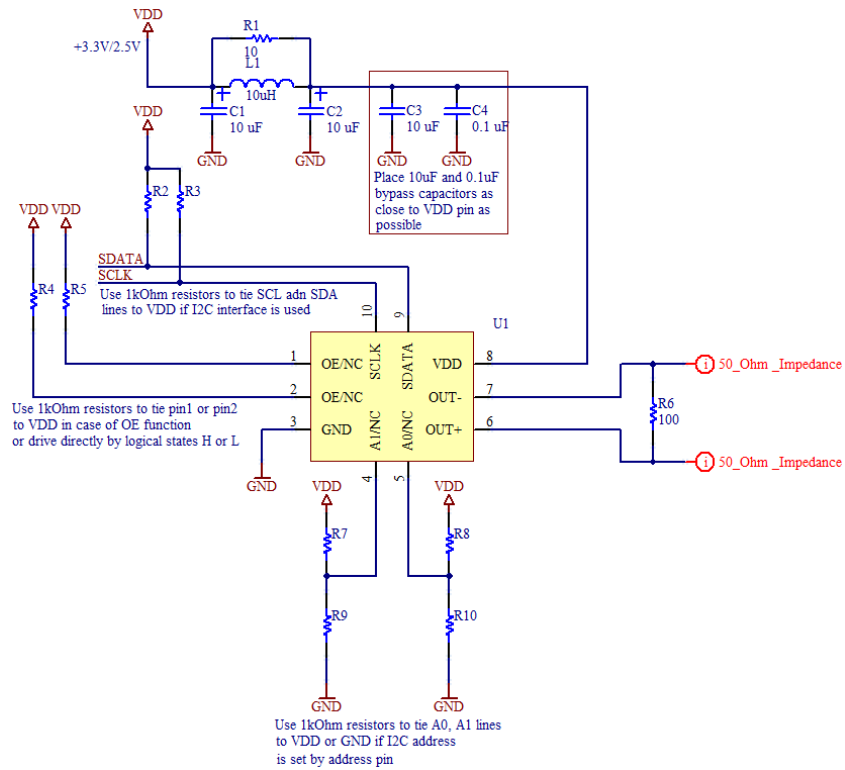 VDD
+3.3V/2.5V
R1
10
L1
10uH
C1
10 uF
C2
10 uF
C3
10 uF
C4
0.1 uF
GND
GND
GND
GND
Place 10uF and 0.1uF
bypass capacitors as
close to VDD pin as
possible
VDD
R2
R3
VDD
VDD
SDATA
SCLK
R4
R5
Use 1kOhm resistors to tie SCL adn SDA
lines to VDD if I2C interface is used
10
9
U1
1
OE/NC
SCLK
SDATA
VDD
8
2
OE/NC
OUT-
7
3
GND
A1/NC
A0/NC
OUT+
6
4
5
Use 1kOhm resistors to tie pin1 or pin2
to VDD in case of OE function
or drive directly by logical states H or L
GND
i
50_Ohm _Impedance
R6
100
i
50_Ohm _Impedance
VDD
R7
VDD
R8
R9
R10
GND
GND
Use 1kOhm resistors to tie A0, A1 lines
to VDD or GND if I2C address
is set by address pin